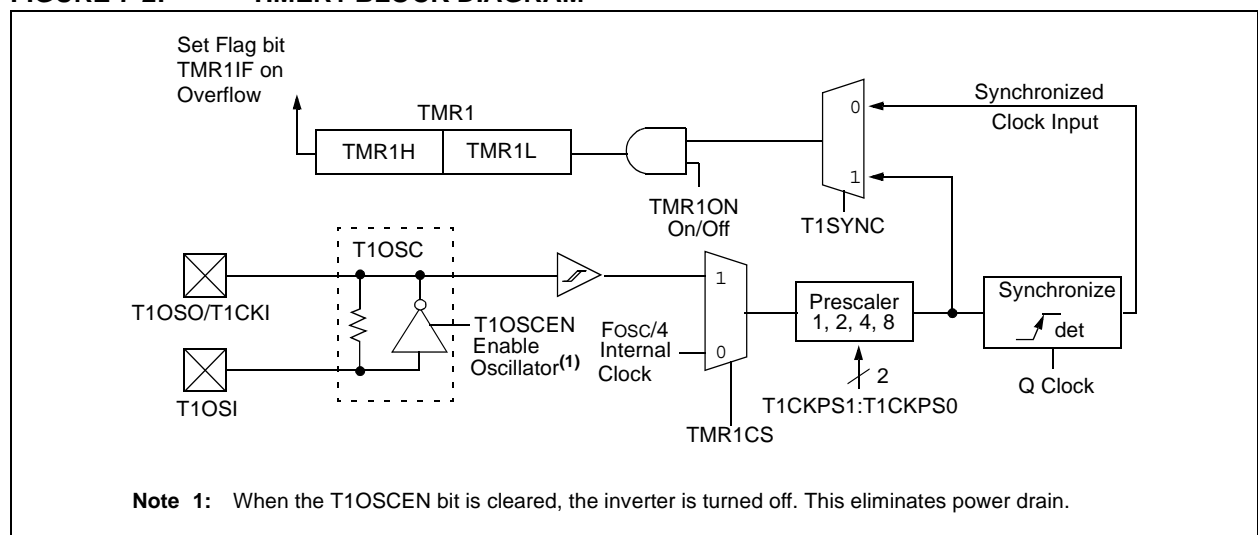 Set Flag bit
TMR1IF on
Overflow
TMR1
TMR1H
TMR1L
TMR1ON
On/Off
0
1
T1SYNC
Synchronized
Clock Input
T1OSC
T1OSO/T1CKI
T1OSI
T1OSCEN
Enable
Oscillator(1)
FOSC/4
Internal
Clock
1
0
TMR1CS
Prescaler
1, 2, 4, 8
2
T1CKPS1:T1CKPS0
Synchronize
det
Q Clock
Note 1: When the T1OSCEN bit is cleared, the inverter is turned off. This eliminates power drain.